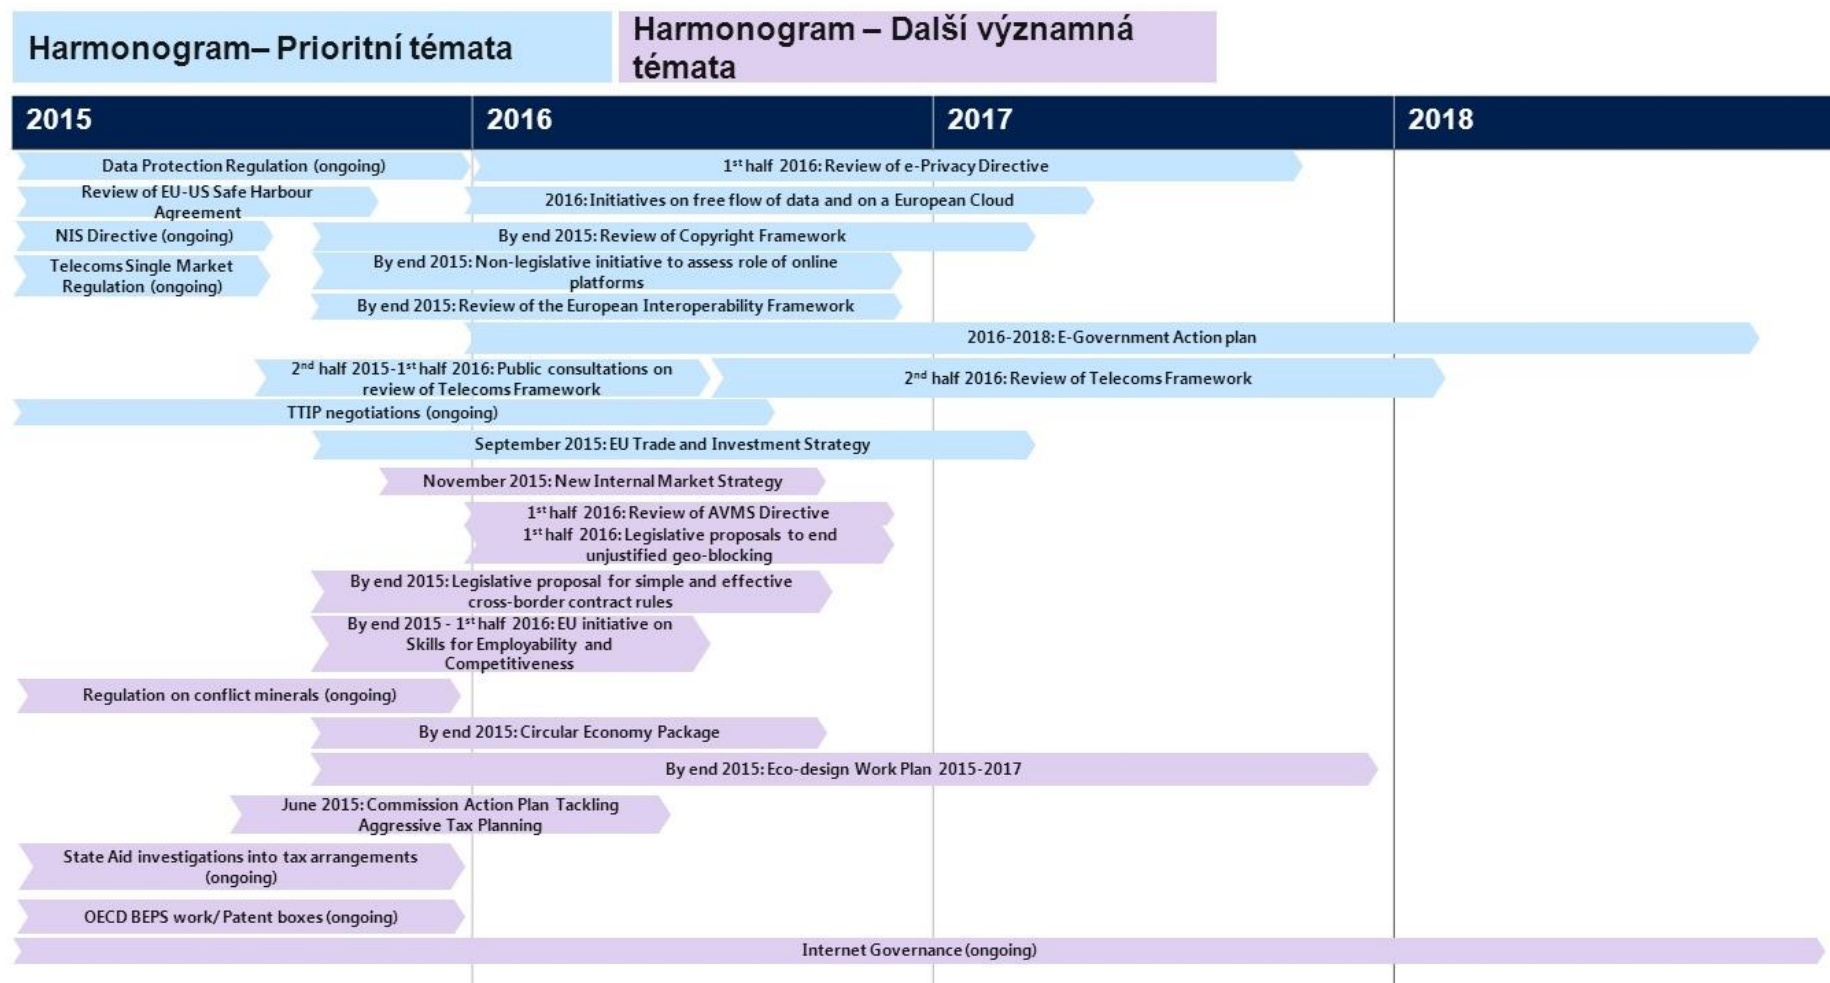 Harmonogram– Prioritní témata
Harmonogram – Další významná
témata
2015
2016
2017
2018
Data Protection Regulation (ongoing)
1st half 2016: Review of e-Privacy Directive
Review of EU-US Safe Harbour
Agreement
2016: Initiatives on free flow of data and on a European Cloud
NIS Directive (ongoing)
By end 2015: Review of Copyright Framework
Telecoms Single Market
Regulation (ongoing)
By end 2015: Non-legislative initiative to assess role of online
platforms
By end 2015: Review of the European Interoperability Framework
2016-2018: E-Government Action plan
2nd half 2015-1st half 2016: Public consultations on
review of Telecoms Framework
2nd half 2016: Review of Telecoms Framework
TTIP negotiations (ongoing)
September 2015: EU Trade and Investment Strategy
November 2015: New Internal Market Strategy
1st half 2016: Review of AVMS Directive
1st half 2016: Legislative proposals to end
unjustified geo-blocking
By end 2015: Legislative proposal for simple and effective
cross-border contract rules
By end 2015 - 1st half 2016: EU initiative on
Skills for Employability and
Competitiveness
Regulation on conflict minerals (ongoing)
By end 2015: Circular Economy Package
By end 2015: Eco-design Work Plan 2015-2017
June 2015: Commission Action Plan Tackling
Aggressive Tax Planning
State Aid investigations into tax arrangements
(ongoing)
OECD BEPS work/ Patent boxes (ongoing)
Internet Governance (ongoing)